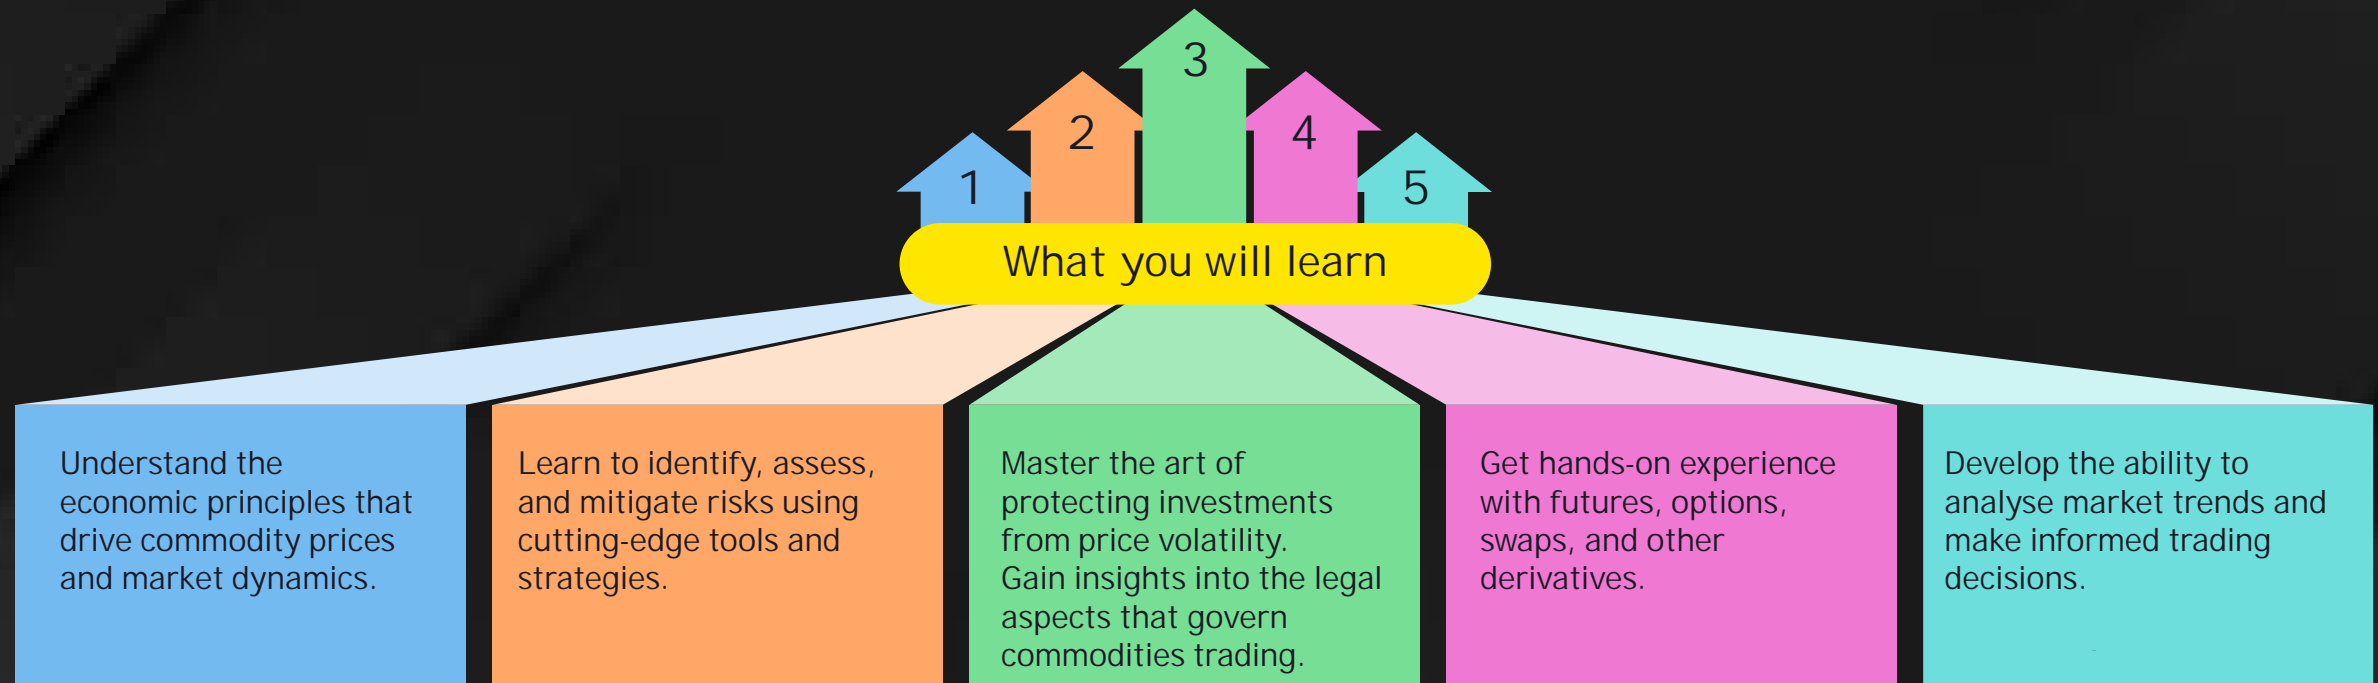 3
2
4
1
5
What you will learn
Understand the
economic principles that
drive commodity prices
and market dynamics.
Learn to identify, assess,
and mitigate risks using
cutting-edge tools and
strategies.
Master the art of
protecting investments
from price volatility.
Gain insights into the legal
aspects that govern
commodities trading.
Get hands-on experience
with futures, options,
swaps, and other
derivatives.
Develop the ability to
analyse market trends and
make informed trading
decisions.